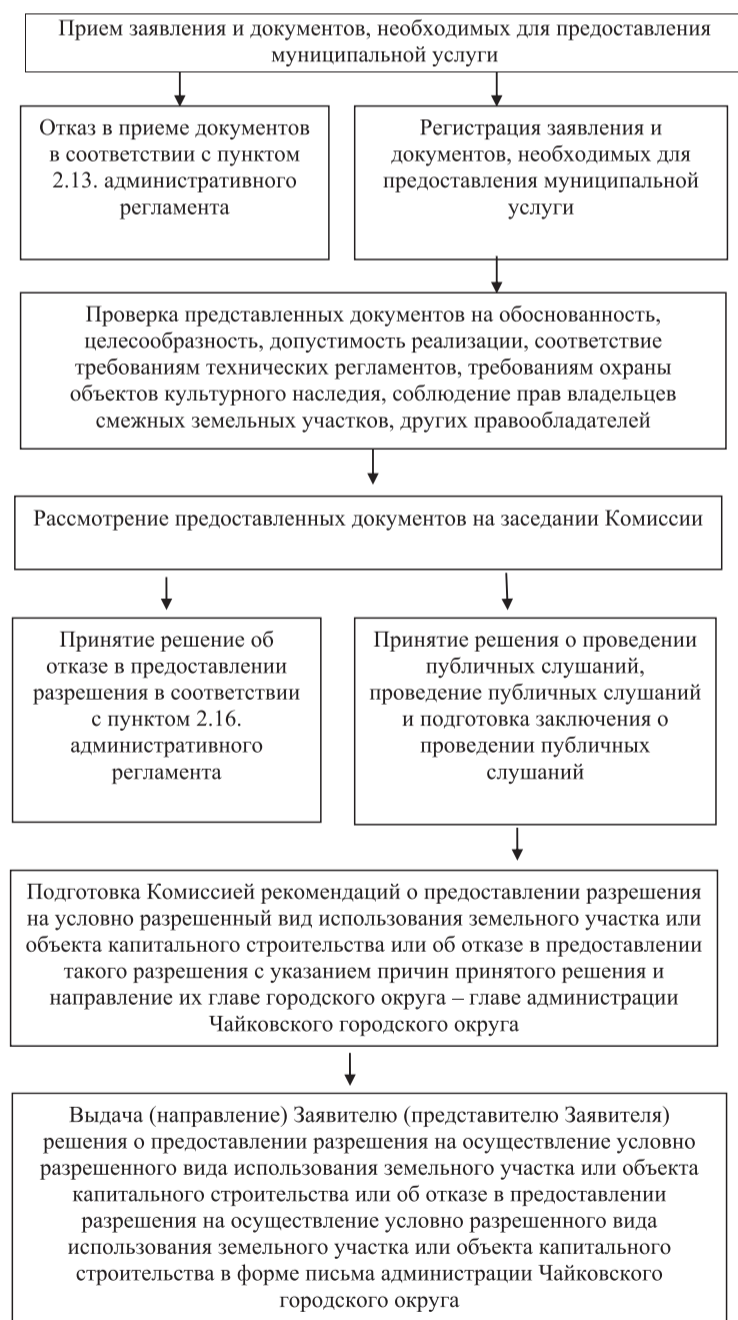 Прием заявления и документов, необходимых для предоставления
муниципальной услуги
Отказ в приеме документов
в соответствии с пунктом
2.13. административного
регламента
Регистрация заявления и
документов, необходимых для
предоставления муниципальной
услуги
Проверка представленных документов на обоснованность,
целесообразность, допустимость реализации, соответствие
требованиям технических регламентов, требованиям охраны
объектов культурного наследия, соблюдение прав владельцев
смежных земельных участков, других правообладателей
Рассмотрение предоставленных документов на заседании Комиссии
Принятие решение об
отказе в предоставлении
разрешения в соответствии
с пунктом 2.16.
административного
регламента
Принятие решения о проведении
публичных слушаний,
проведение публичных слушаний
и подготовка заключения о
проведении публичных
слушаний
Подготовка Комиссией рекомендаций о предоставлении разрешения
на условно разрешенный вид использования земельного участка или
объекта капитального строительства или об отказе в предоставлении
такого разрешения с указанием причин принятого решения и
направление их главе городского округа – главе администрации
Чайковского городского округа
Выдача (направление) Заявителю (представителю Заявителя)
решения о предоставлении разрешения на осуществление условно
разрешенного вида использования земельного участка или объекта
капитального строительства или об отказе в предоставлении
разрешения на осуществление условно разрешенного вида
использования земельного участка или объекта капитального
строительства в форме письма администрации Чайковского
городского округа